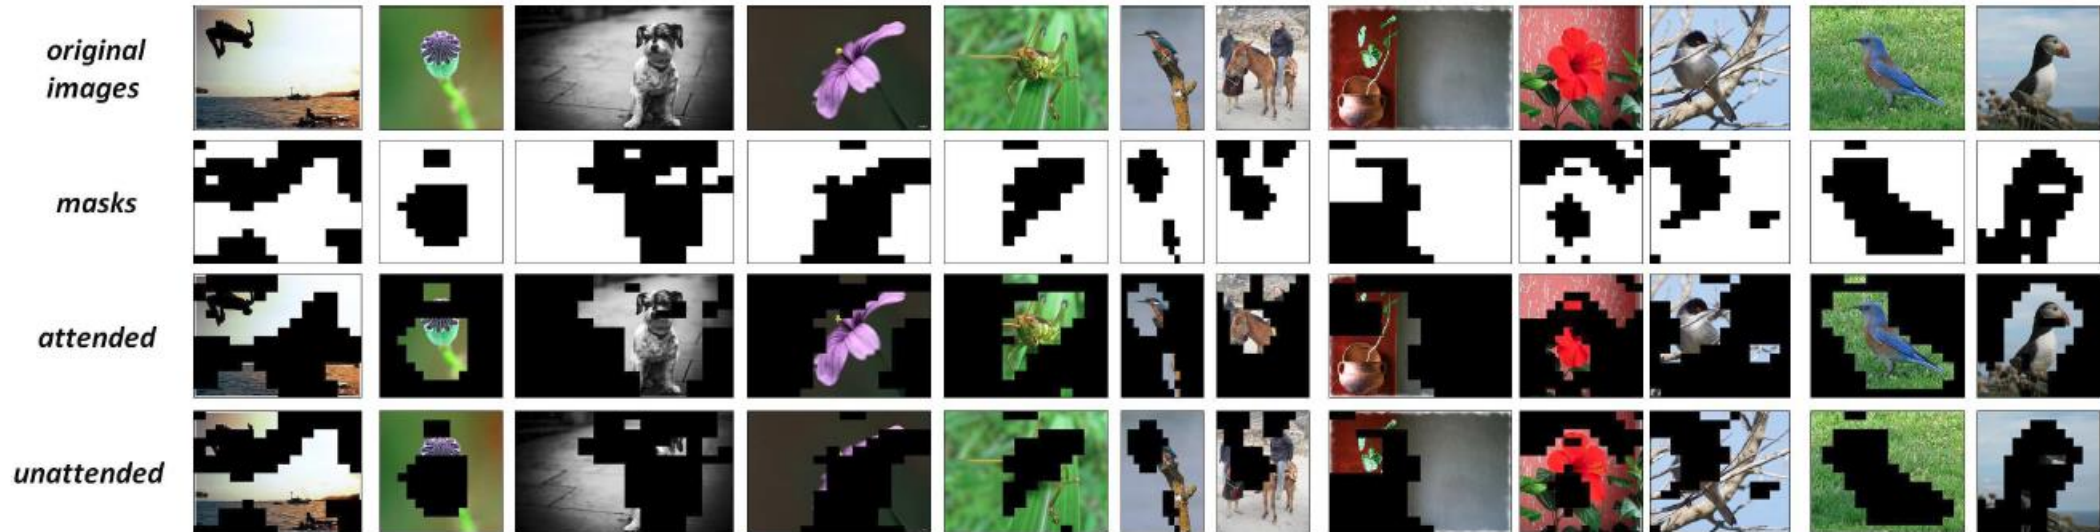 original
images
masks
attended
unattended